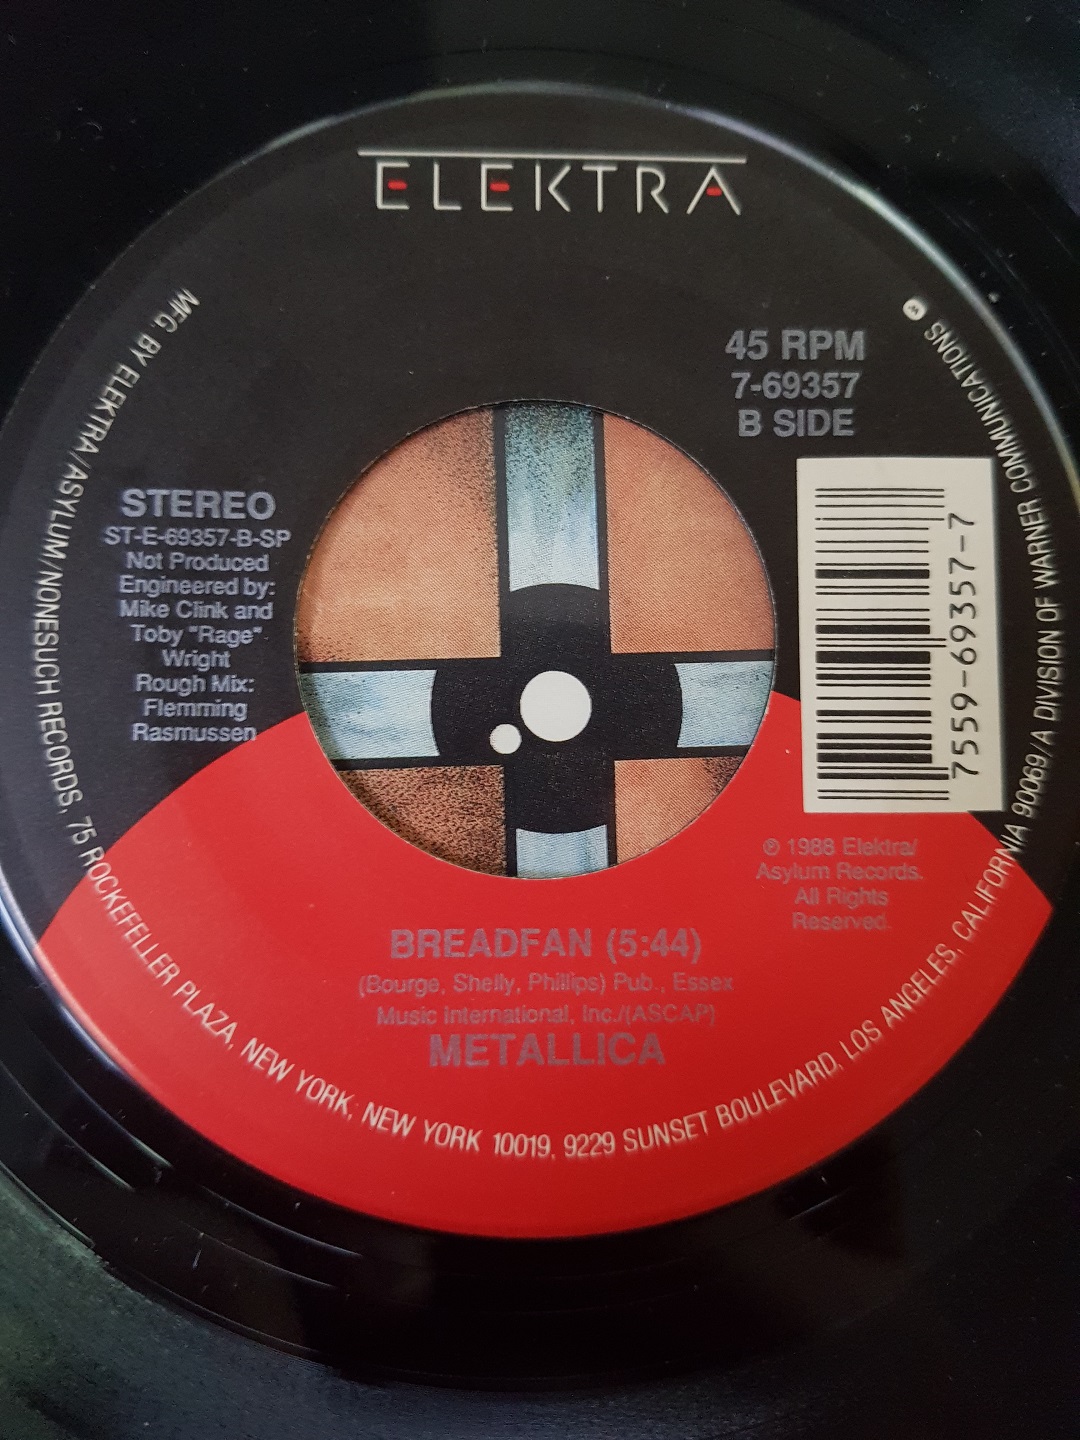 ELEKTRA
45 RPM
7-69357
B SIDE
STEREO
ST-E-69357-B-SP
Not Produced
Engineered by:
Mike Clink and
Toby "Rage"
Wright
Rough Mix:
Flemming
Rasmussen
7559-69357-7
℗ 1988 Elektra/
Asylum Records.
All Rights
Reserved.
BREADFAN (5:44)
(Bourge, Shelly, Phillips) Pub., Essex
Music International, Inc./(ASCAP)
METALLICA
MFG. BY ELEKTRA/ASYLUM/NONESUCH RECORDS, 75 ROCKEFELLER PLAZA, NEW YORK, NEW YORK 10019, 9229 SUNSET BOULEVARD, LOS ANGELES, CALIFORNIA 90069/A DIVISION OF WARNER COMMUNICATIONS